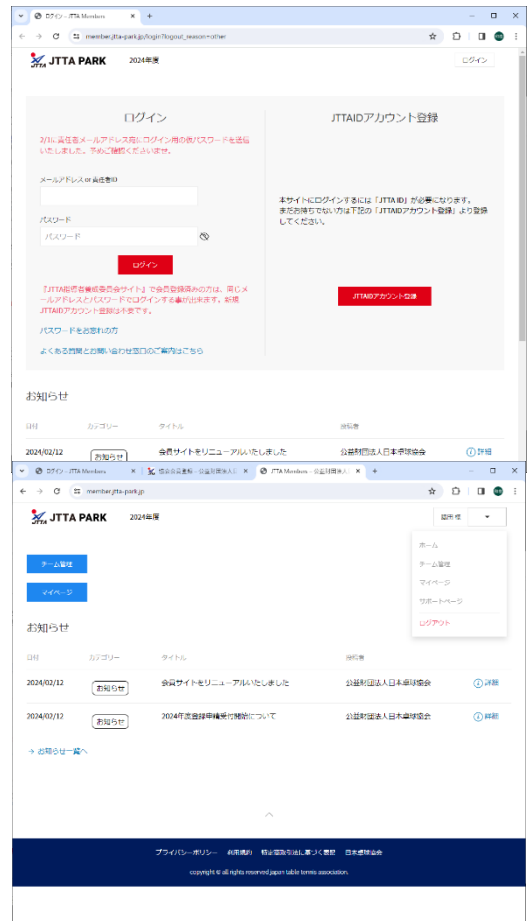 ログイン - JTTA Members
member.jtta-park.jp/login?logout_reason=other
JTTA PARK 2024年度 ログイン
ログイン
2/1に責任者メールアドレス宛にログイン用の仮パスワードを送信
いたしました。予めご確認くださいませ。
メールアドレス or 責任者ID
パスワード
パスワード
ログイン
『JTTA指導者養成委員会サイト』で会員登録済みの方は、同じメ
ールアドレスとパスワードでログインする事が出来ます。新規
JTTAIDアカウント登録は不要です。
パスワードをお忘れの方
よくある質問とお問い合わせ窓口のご案内はこちら
JTTAIDアカウント登録
本サイトにログインするには「JTTA ID」が必要になります。
まだお持ちでない方は下記の「JTTAIDアカウント登録」より登録
してください。
JTTAIDアカウント登録
お知らせ
日付 カテゴリー タイトル 投稿者
2024/02/12 お知らせ 会員サイトをリニューアルいたしました 公益財団法人日本卓球協会 詳細
ログイン - JTTA Members
JTTA Members - 公益財団法人
member.jtta-park.jp
JTTA PARK 2024年度
ホーム
チーム管理
マイページ
サポートページ
ログアウト
チーム管理
マイページ
お知らせ
日付 カテゴリー タイトル 投稿者
2024/02/12 お知らせ 会員サイトをリニューアルいたしました 公益財団法人日本卓球協会 詳細
2024/02/12 お知らせ 2024年度登録申請受付開始について 公益財団法人日本卓球協会 詳細
→ お知らせ一覧へ
プライバシーポリシー 利用規約 特定商取引法に基づく表記 日本卓球協会
copyright © all rights reserved japan table tennis association.